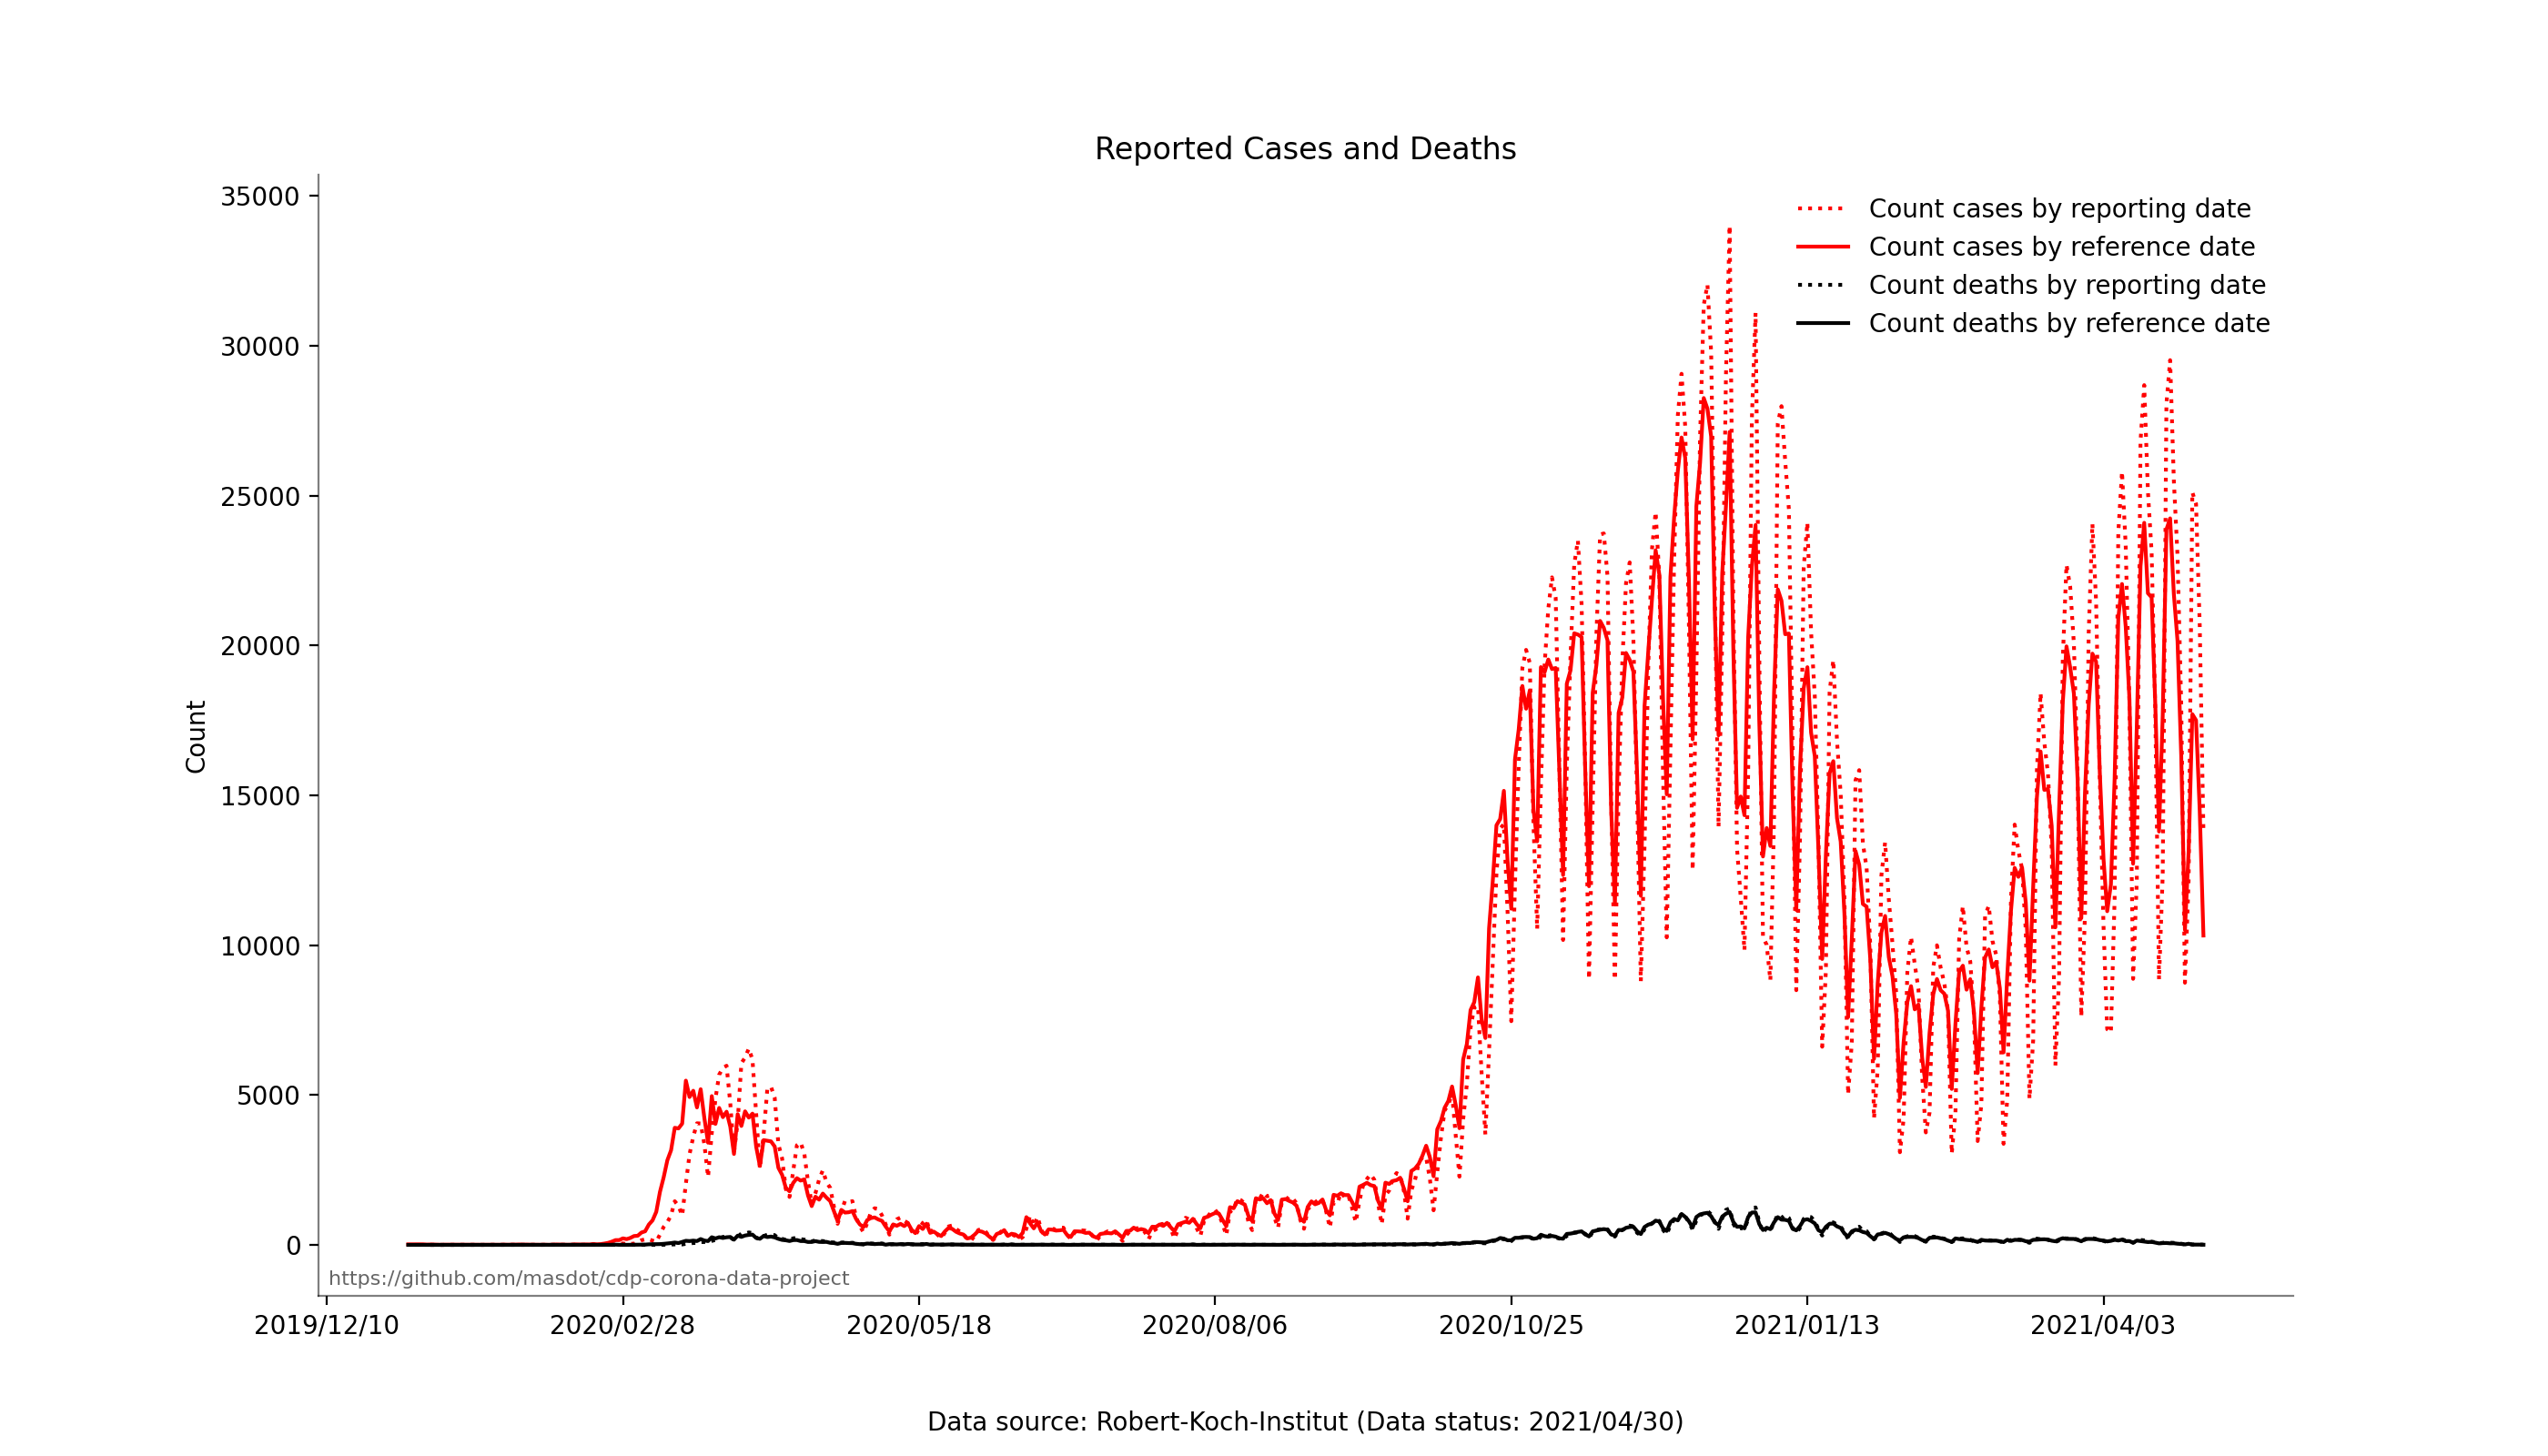 Reported Cases and Deaths
35000
30000
25000
20000
15000
10000
5000
0
Count
Count cases by reporting date
Count cases by reference date
Count deaths by reporting date
Count deaths by reference date
https://github.com/masdot/cdp-corona-data-project
2019/12/10 2020/02/28 2020/05/18 2020/08/06 2020/10/25 2021/01/13 2021/04/03
Data source: Robert-Koch-Institut (Data status: 2021/04/30)